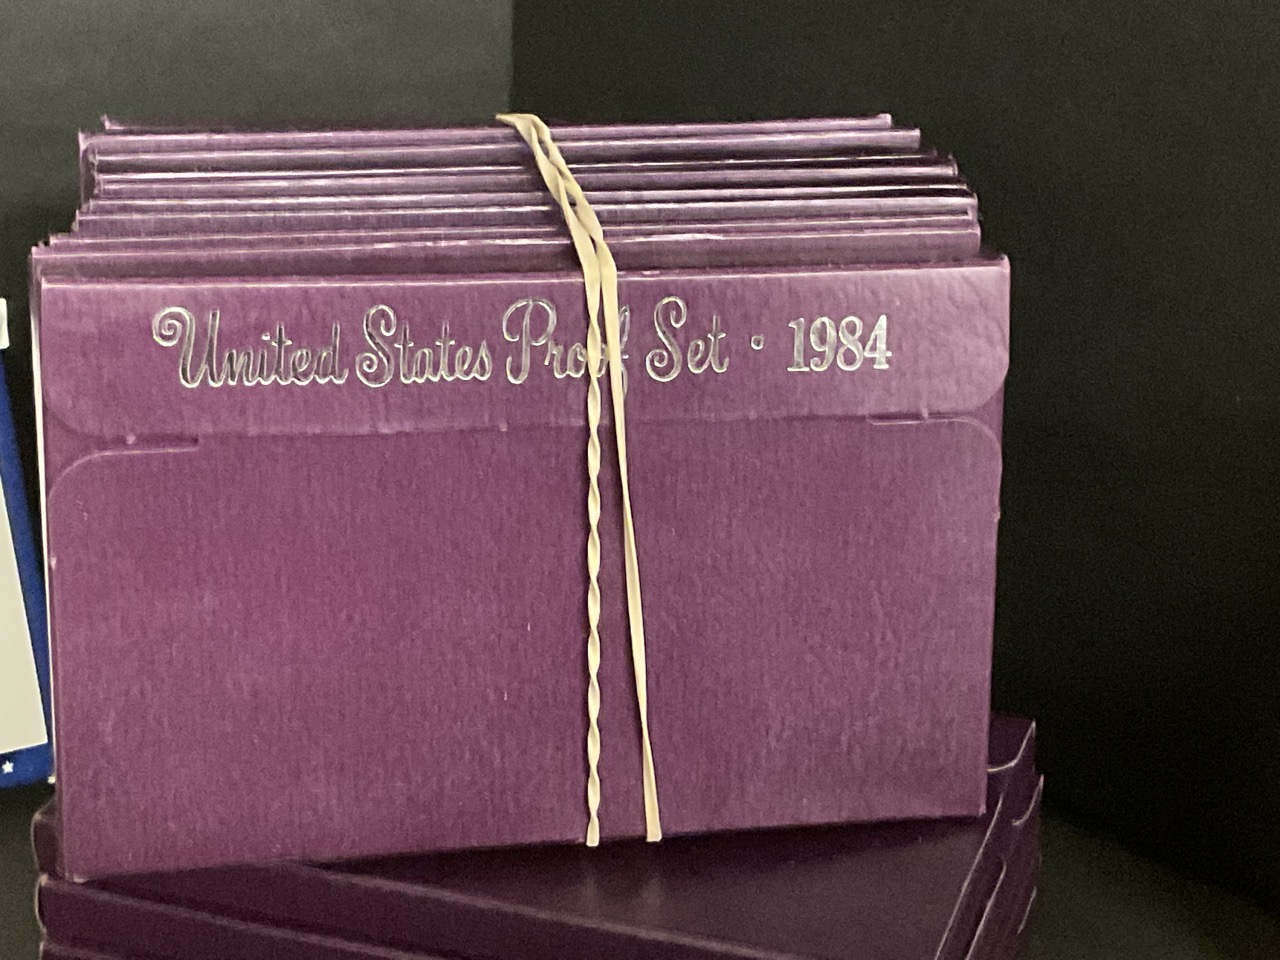 United States Proof Set · 1984